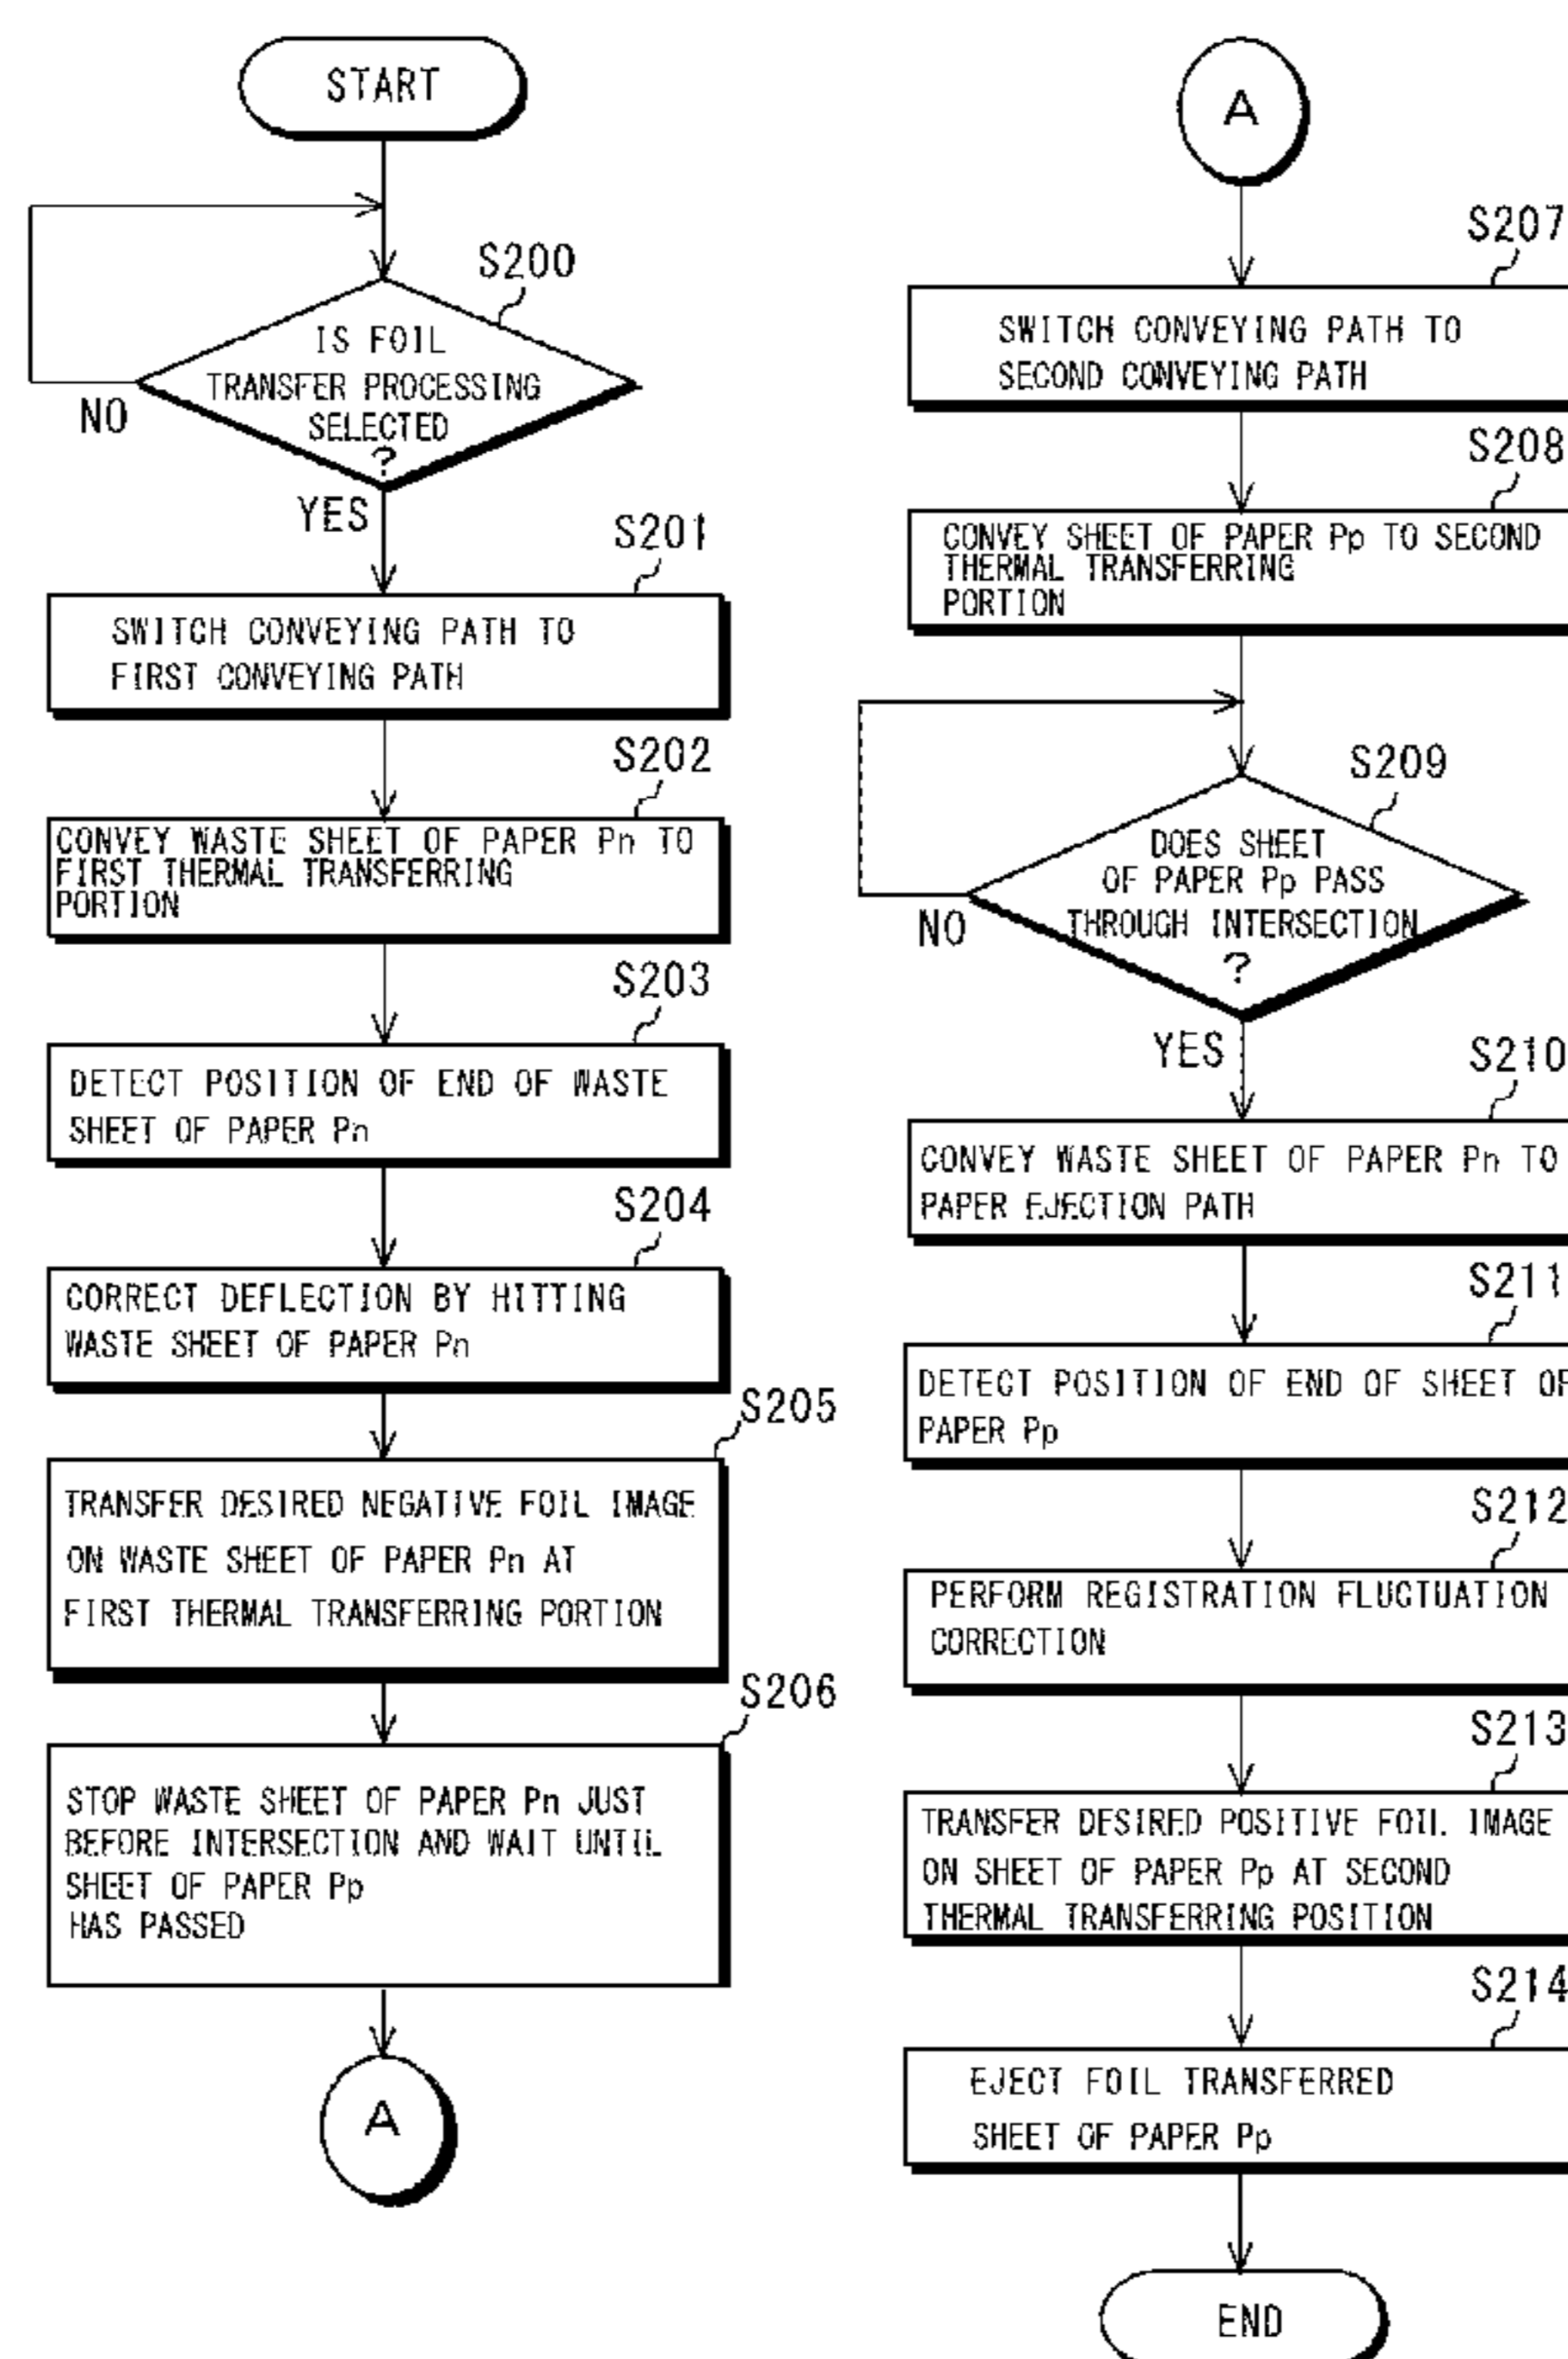 START
S200
IS FOIL
TRANSFER PROCESSING
SELECTED
?
NO
YES
S201
SWITCH CONVEYING PATH TO
FIRST CONVEYING PATH
S202
CONVEY WASTE SHEET OF PAPER Pn TO
FIRST THERMAL TRANSFERRING
PORTION
S203
DETECT POSITION OF END OF WASTE
SHEET OF PAPER Pn
S204
CORRECT DEFLECTION BY HITTING
WASTE SHEET OF PAPER Pn
S205
TRANSFER DESIRED NEGATIVE FOIL IMAGE
ON WASTE SHEET OF PAPER Pn AT
FIRST THERMAL TRANSFERRING PORTION
S206
STOP WASTE SHEET OF PAPER Pn JUST
BEFORE INTERSECTION AND WAIT UNTIL
SHEET OF PAPER Pp
HAS PASSED
A
A
S207
SWITCH CONVEYING PATH TO
SECOND CONVEYING PATH
S208
CONVEY SHEET OF PAPER Pp TO SECOND
THERMAL TRANSFERRING
PORTION
S209
DOES SHEET
OF PAPER Pp PASS
THROUGH INTERSECTION
?
NO
YES
S210
CONVEY WASTE SHEET OF PAPER Pn TO
PAPER EJECTION PATH
S211
DETECT POSITION OF END OF SHEET OF
PAPER Pp
S212
PERFORM REGISTRATION FLUCTUATION
CORRECTION
S213
TRANSFER DESIRED POSITIVE FOIL IMAGE
ON SHEET OF PAPER Pp AT SECOND
THERMAL TRANSFERRING POSITION
S214
EJECT FOIL TRANSFERRED
SHEET OF PAPER Pp
END